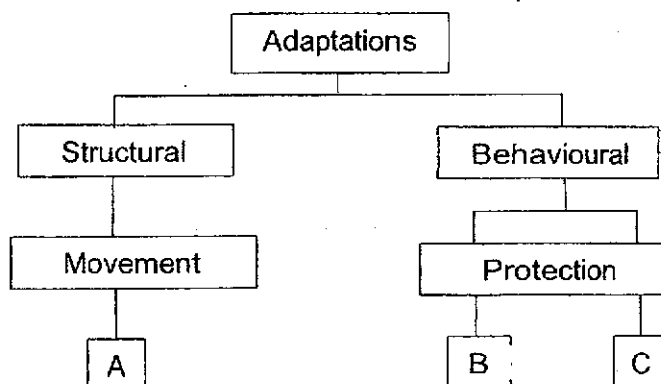 Adaptations
Structural
Behavioural
Movement
Protection
A
B
C